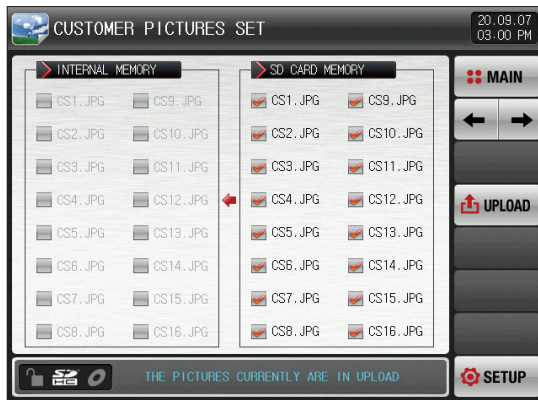 CUSTOMER PICTURES SET
20.09.07
03:00 PM
INTERNAL MEMORY
CS1.JPG CS9.JPG
CS2.JPG CS10.JPG
CS3.JPG CS11.JPG
CS4.JPG CS12.JPG
CS5.JPG CS13.JPG
CS6.JPG CS14.JPG
CS7.JPG CS15.JPG
CS8.JPG CS16.JPG
SD CARD MEMORY
CS1.JPG CS9.JPG
CS2.JPG CS10.JPG
CS3.JPG CS11.JPG
CS4.JPG CS12.JPG
CS5.JPG CS13.JPG
CS6.JPG CS14.JPG
CS7.JPG CS15.JPG
CS8.JPG CS16.JPG
MAIN
UPLOAD
SETUP
SD
HC
THE PICTURES CURRENTLY ARE IN UPLOAD